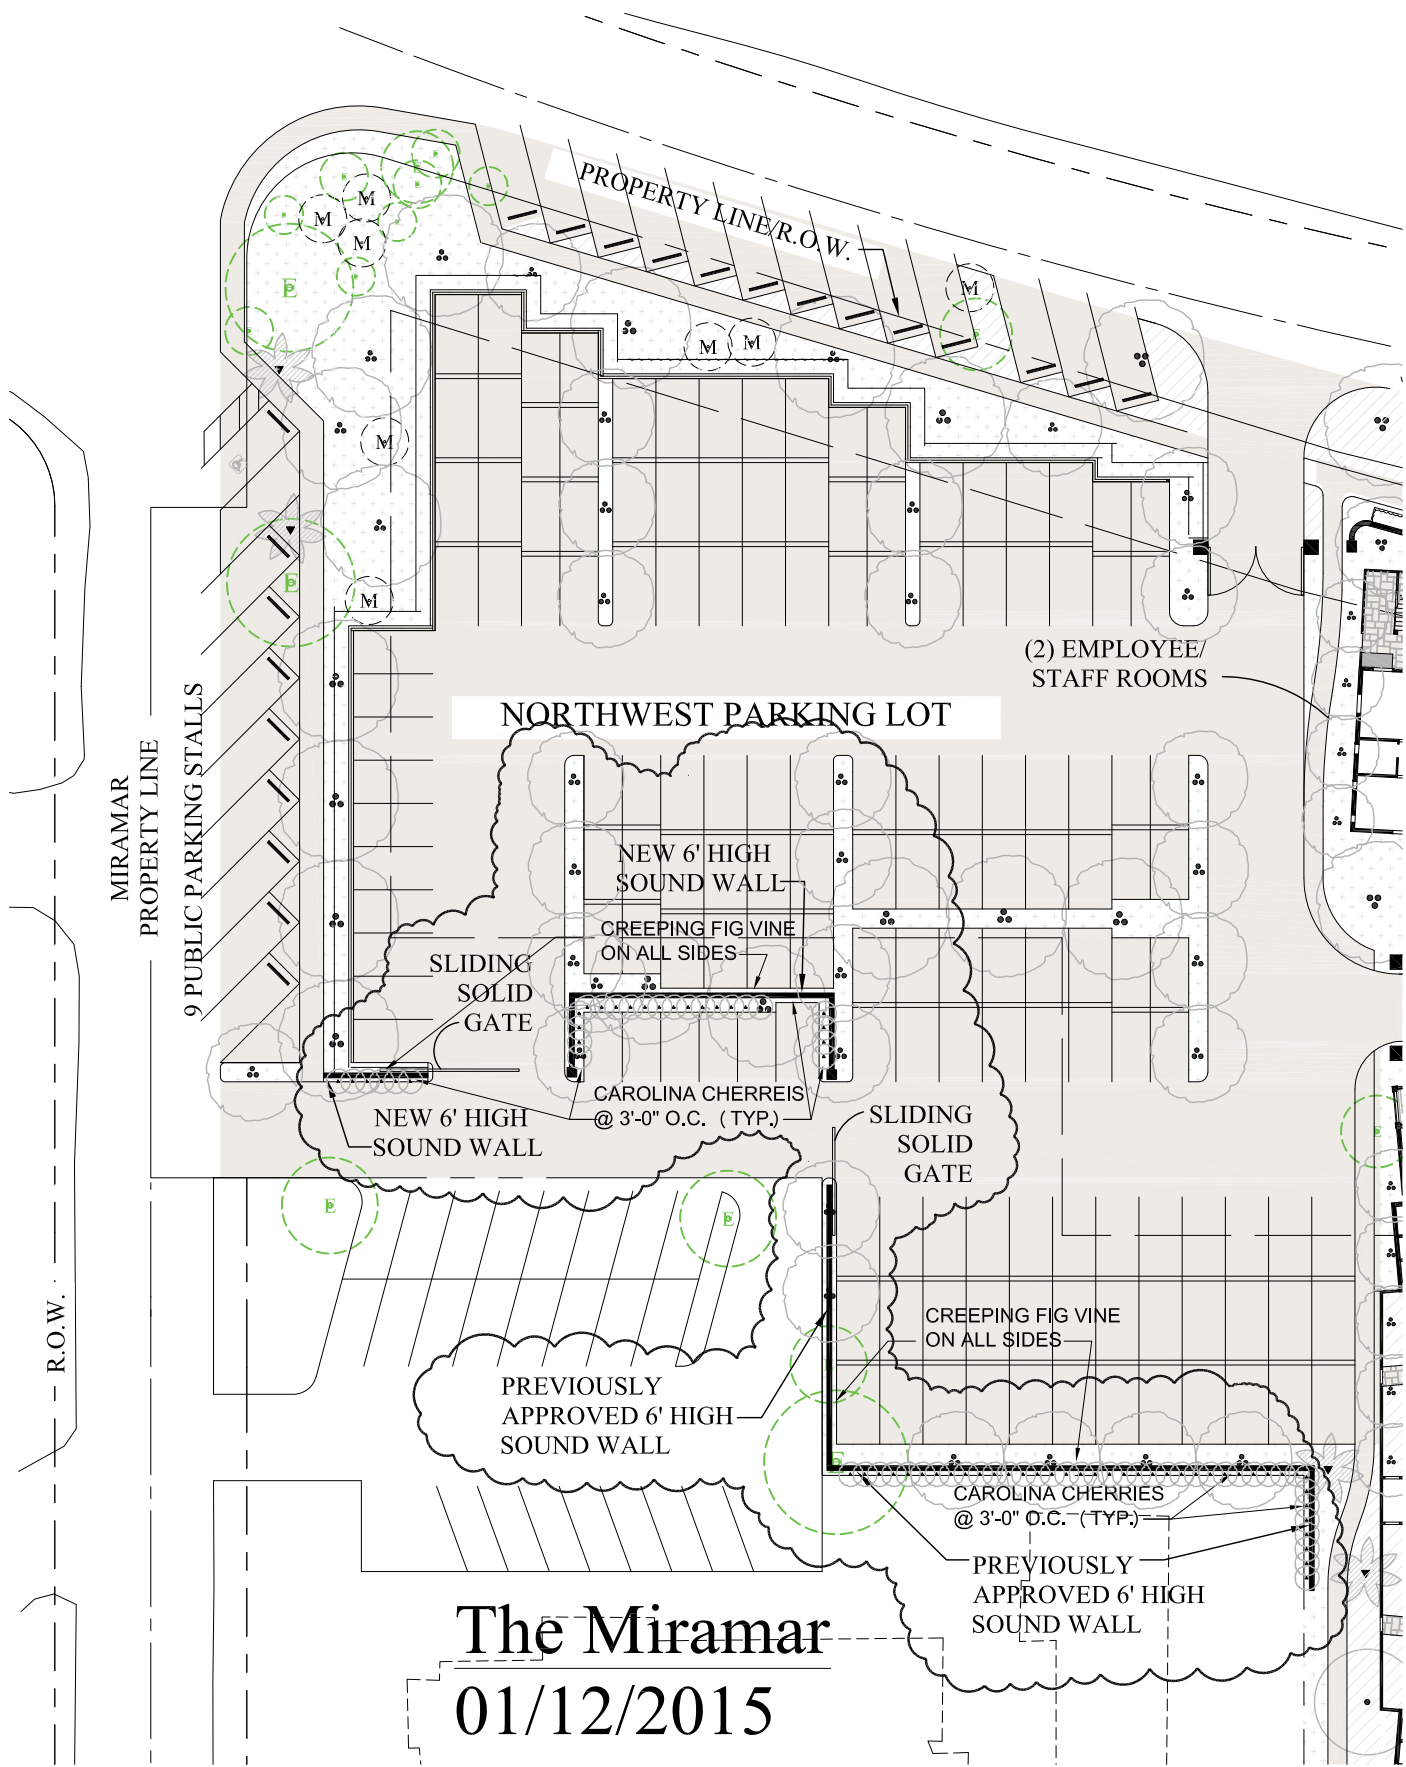 PROPERTY LINE/R.O.W.
E
E
M
M
M
M
E
M
M
M
E
M
(2) EMPLOYEE/
STAFF ROOMS
NORTHWEST PARKING LOT
MIRAMAR
PROPERTY LINE
9 PUBLIC PARKING STALLS
NEW 6' HIGH
SOUND WALL
CREEPING FIG VINE
ON ALL SIDES
SLIDING
SOLID
GATE
CAROLINA CHERREIS
@ 3'-0" O.C. (TYP.)
NEW 6' HIGH
SOUND WALL
SLIDING
SOLID
GATE
E
E
R.O.W.
CREEPING FIG VINE
ON ALL SIDES
PREVIOUSLY
APPROVED 6' HIGH
SOUND WALL
E
CAROLINA CHERRIES
@ 3'-0" O.C. (TYP.)
PREVIOUSLY
APPROVED 6' HIGH
SOUND WALL
The Miramar
01/12/2015